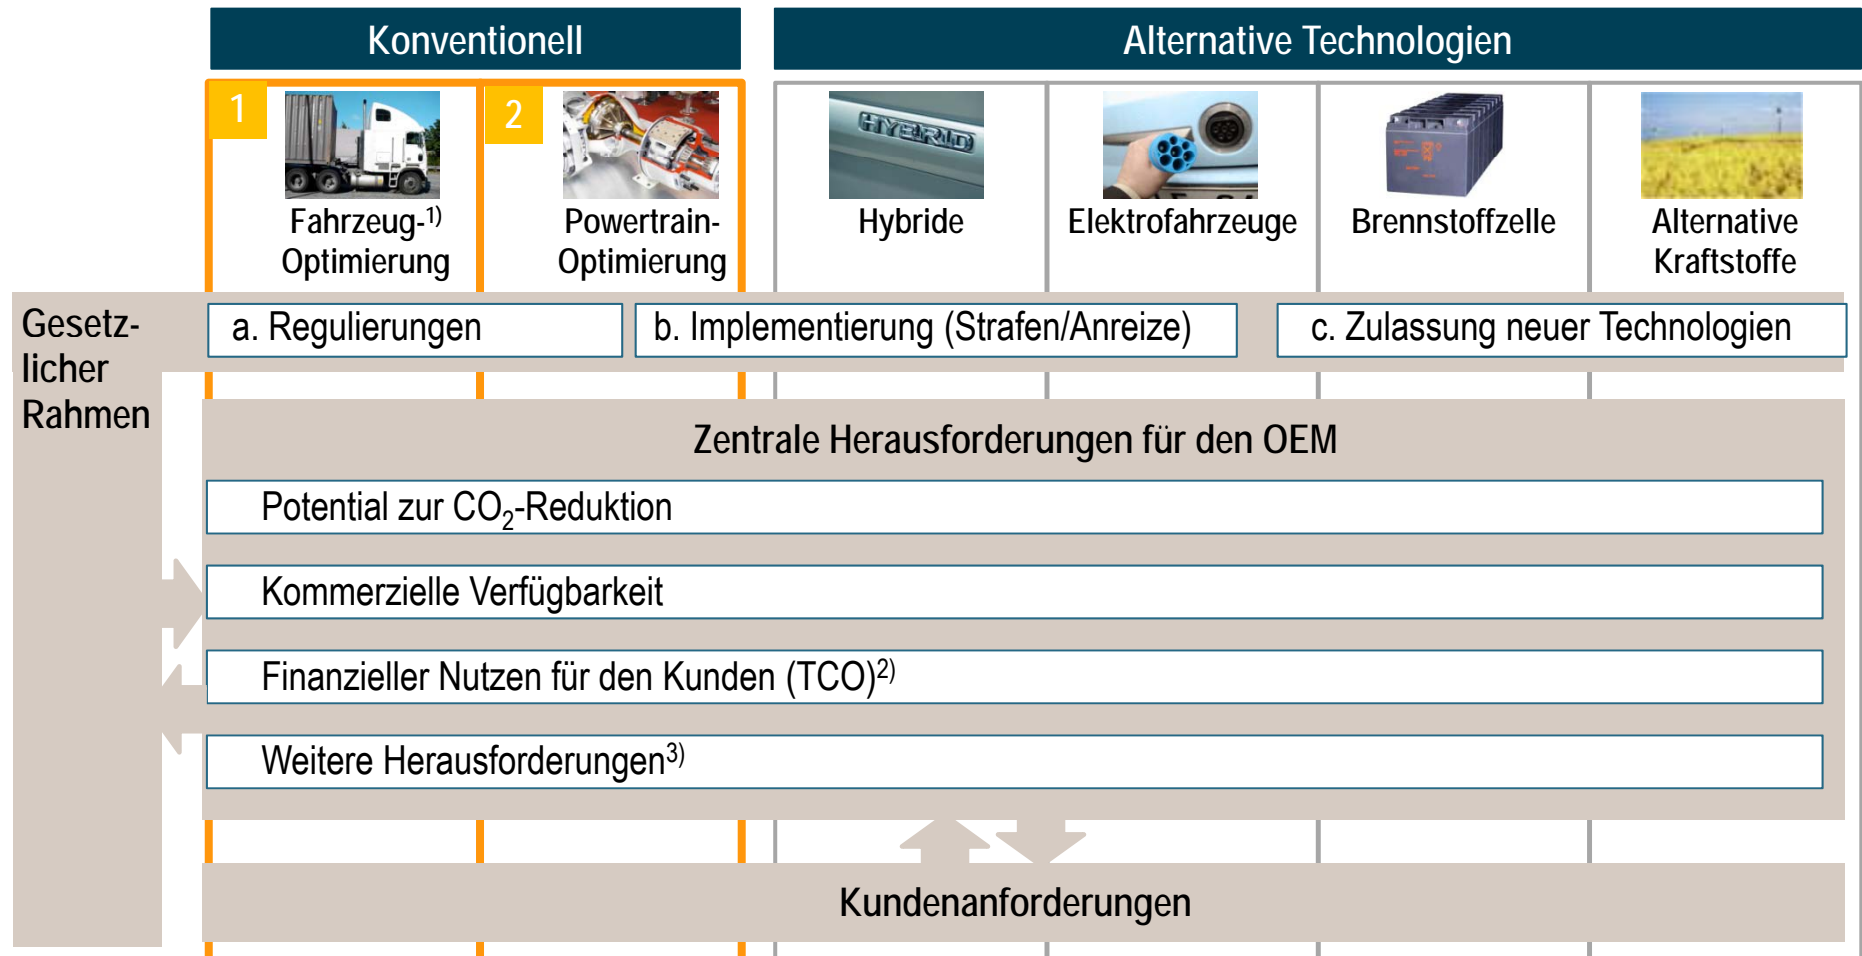 Konventionell
Alternative Technologien
1
2
HYBRID
Fahrzeug-1)
Optimierung
Powertrain-
Optimierung
Hybride
Elektrofahrzeuge
Brennstoffzelle
Alternative
Kraftstoffe
Gesetz-
licher
Rahmen
a. Regulierungen
b. Implementierung (Strafen/Anreize)
c. Zulassung neuer Technologien
Zentrale Herausforderungen für den OEM
Potential zur CO2-Reduktion
Kommerzielle Verfügbarkeit
Finanzieller Nutzen für den Kunden (TCO)2)
Weitere Herausforderungen3)
Kundenanforderungen